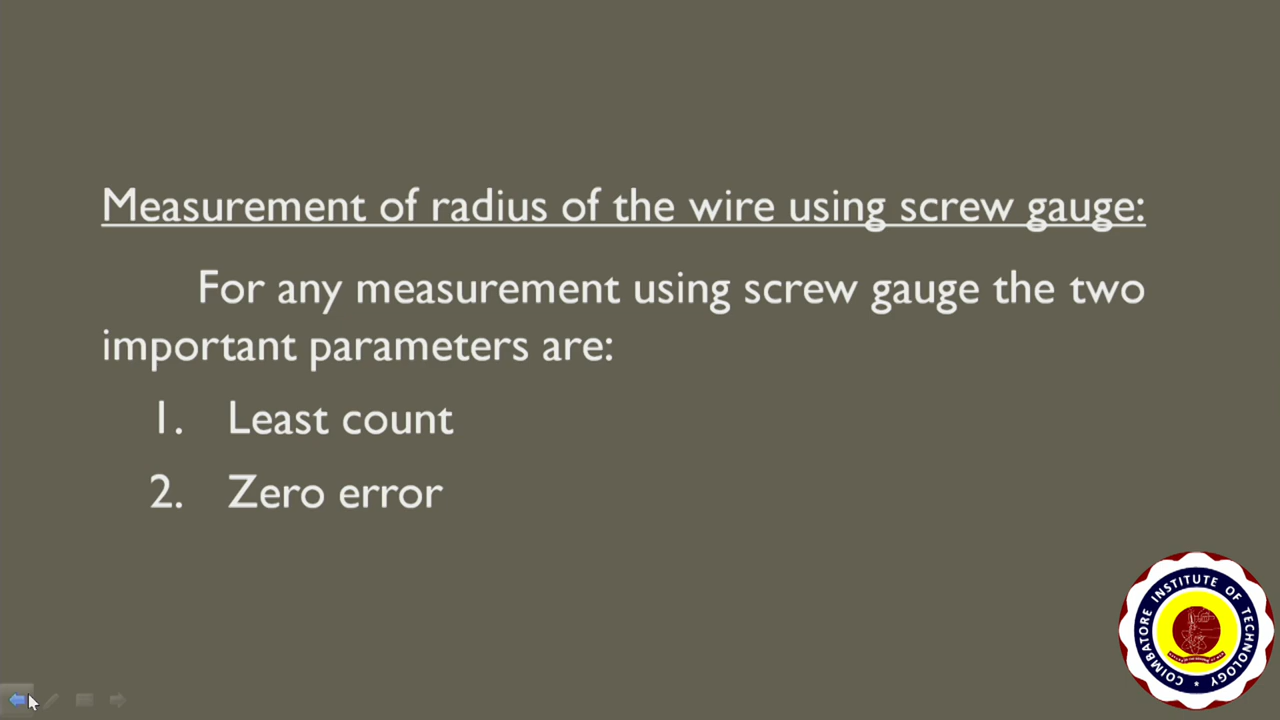 Measurement of radius of the wire using screw gauge:
For any measurement using screw gauge the two
important parameters are:
1. Least count
2. Zero error
COIMBATORE INSTITUTE OF TECHNOLOGY